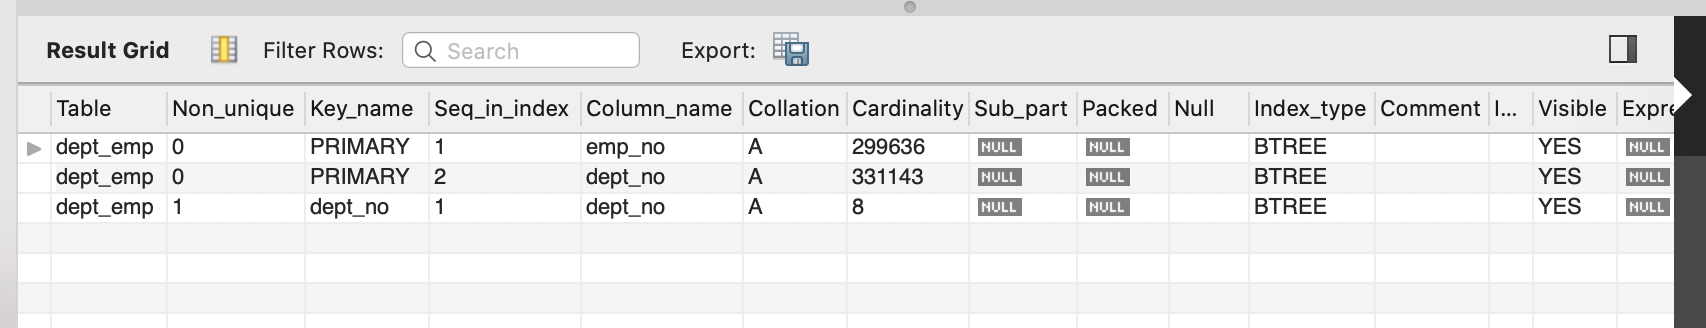 Result Grid Filter Rows: Search Export:
Table Non_unique Key_name Seq_in_index Column_name Collation Cardinality Sub_part Packed Null Index_type Comment I... Visible Expre
dept_emp 0 PRIMARY 1 emp_no A 299636 NULL NULL BTREE YES NULL
dept_emp 0 PRIMARY 2 dept_no A 331143 NULL NULL BTREE YES NULL
dept_emp 1 dept_no 1 dept_no A 8 NULL NULL BTREE YES NULL